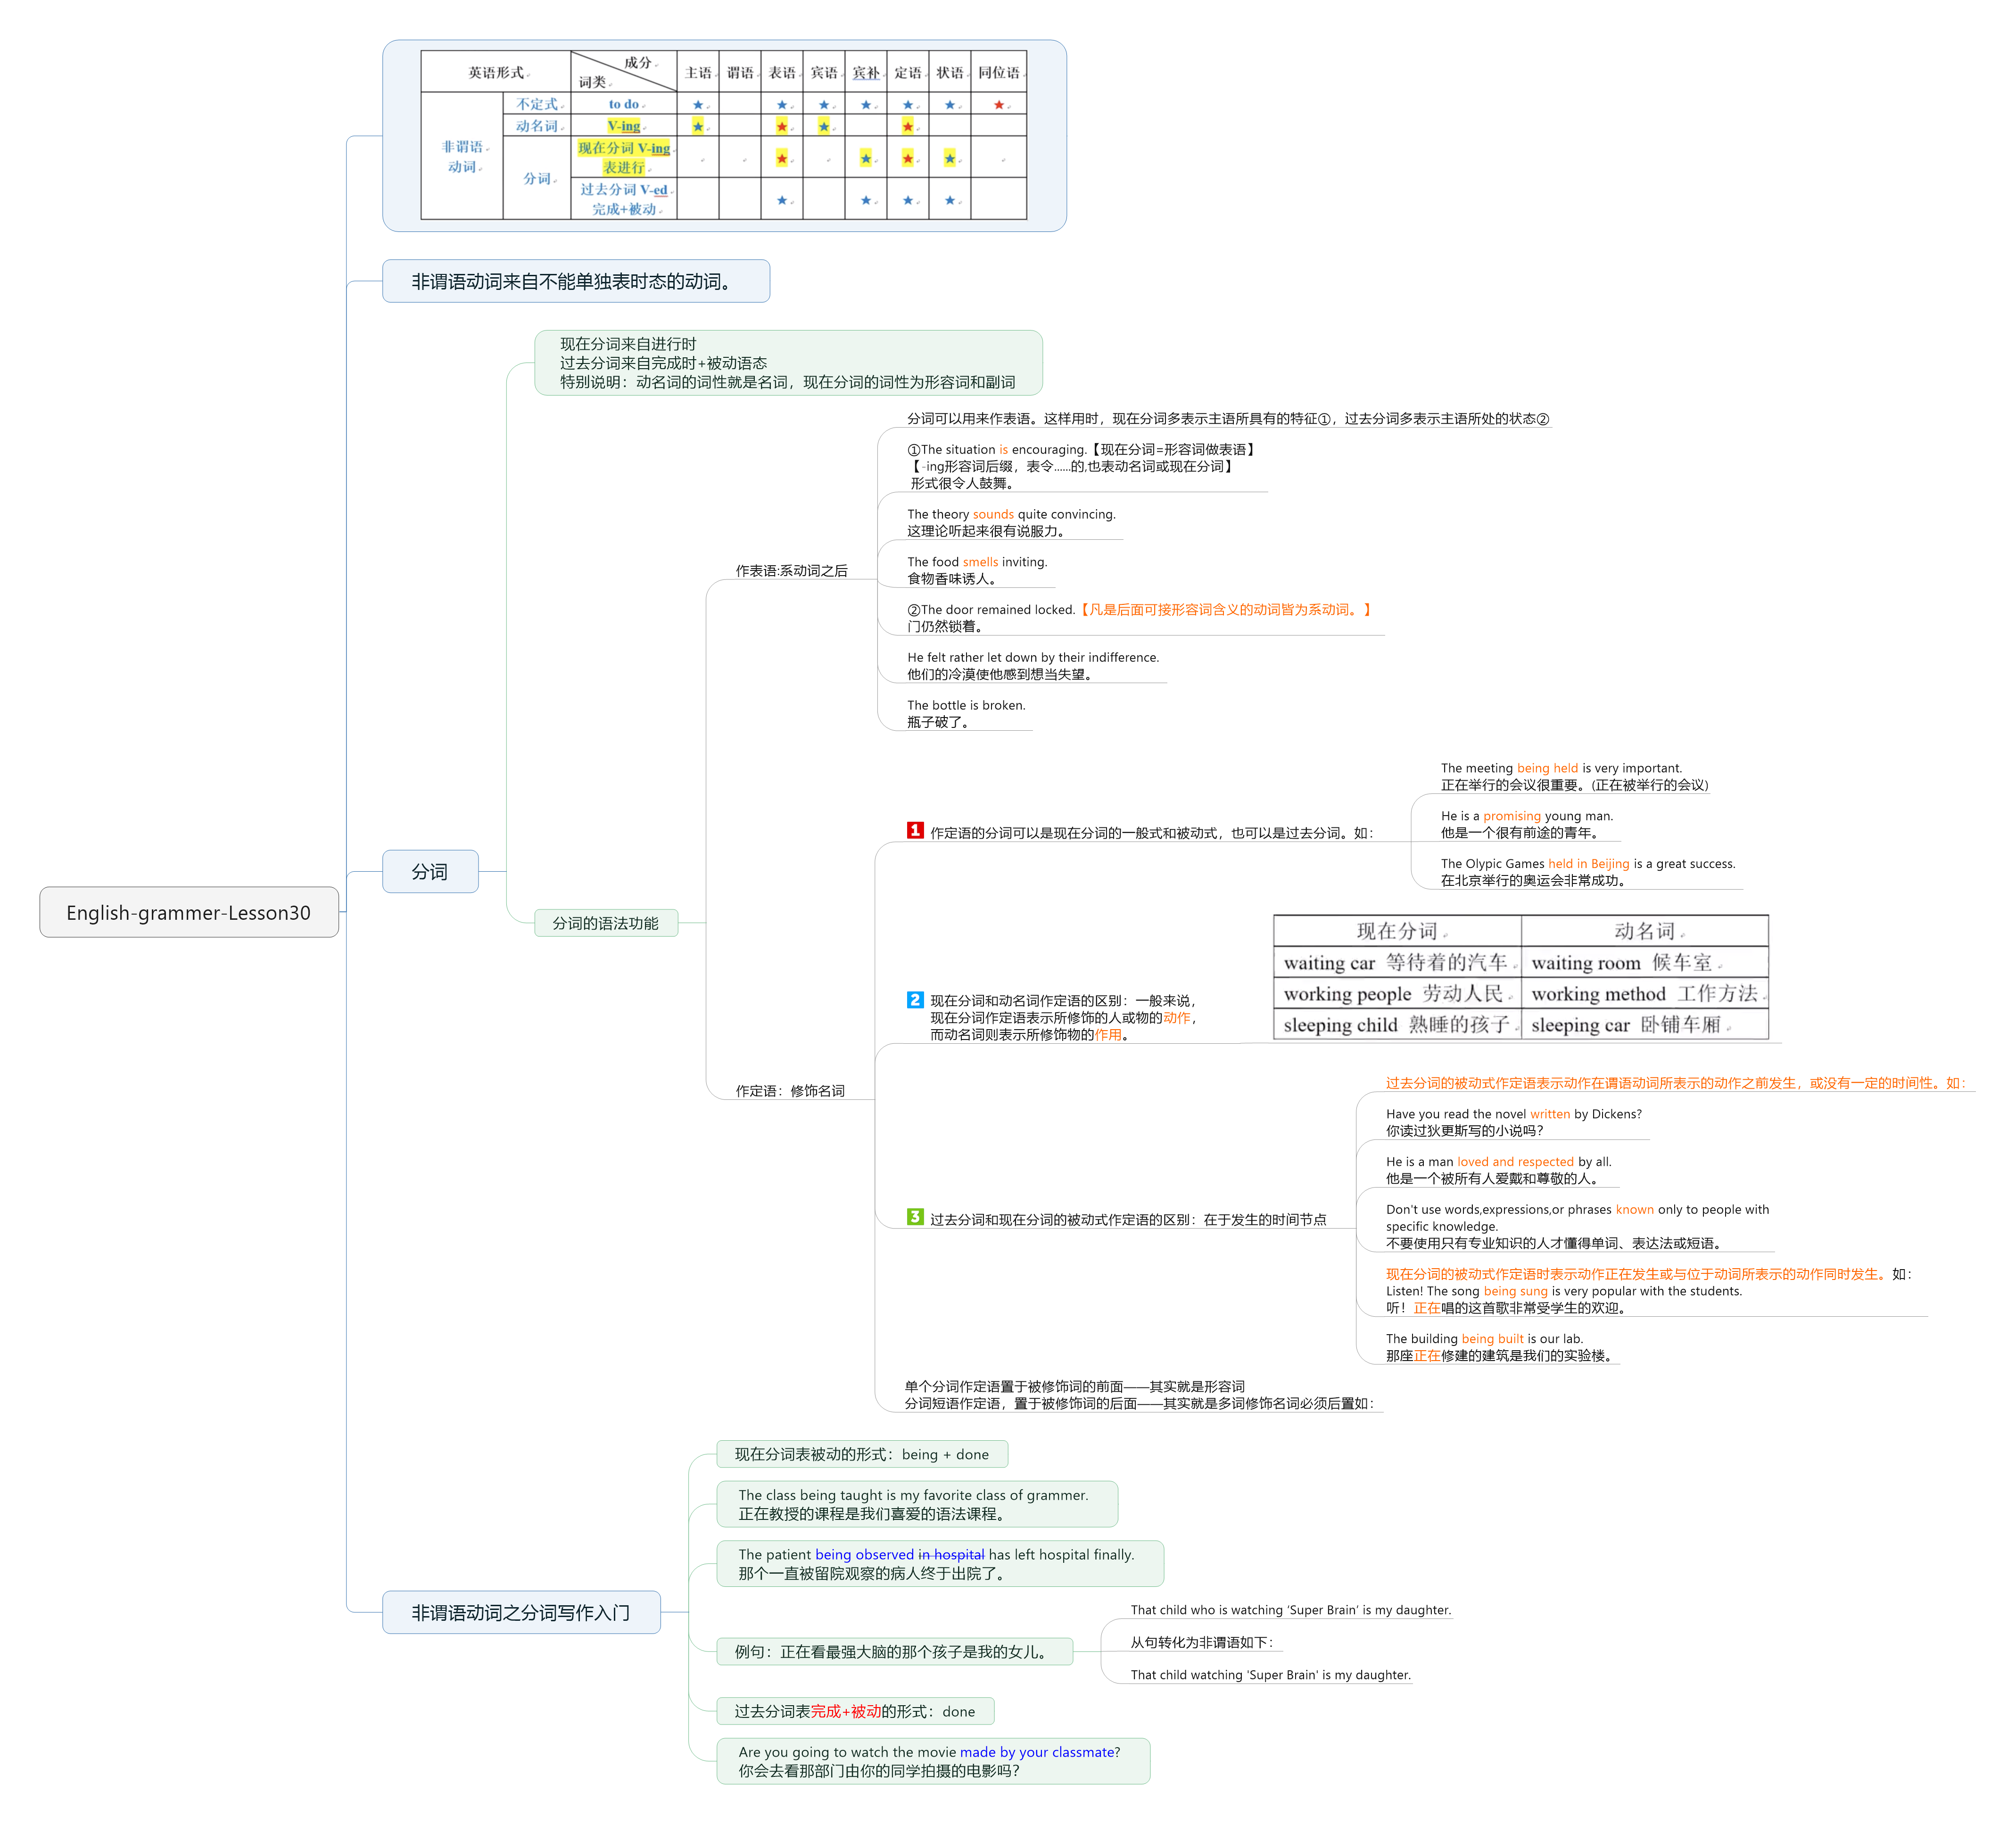 英语形式 成分 词类 主语 谓语 表语 宾语 宾补 定语 状语 同位语
非谓语动词 不定式 to do ★ ★ ★ ★ ★ ★ ★
动名词 V-ing ★ ★ ★ ★
分词 现在分词 V-ing 表进行 ★ ★ ★ ★
过去分词 V-ed 完成+被动 ★ ★ ★ ★
非谓语动词来自不能单独表时态的动词。
现在分词来自进行时
过去分词来自完成时+被动语态
特别说明：动名词的词性就是名词，现在分词的词性为形容词和副词
分词可以用来作表语。这样用时，现在分词多表示主语所具有的特征①，过去分词多表示主语所处的状态②
①The situation is encouraging.【现在分词=形容词做表语】
【-ing形容词后缀，表令......的,也表动名词或现在分词】
形式很令人鼓舞。
The theory sounds quite convincing.
这理论听起来很有说服力。
The food smells inviting.
食物香味诱人。
作表语:系动词之后
②The door remained locked.【凡是后面可接形容词含义的动词皆为系动词。】
门仍然锁着。
He felt rather let down by their indifference.
他们的冷漠使他感到想当失望。
The bottle is broken.
瓶子破了。
The meeting being held is very important.
正在举行的会议很重要。(正在被举行的会议)
He is a promising young man.
他是一个很有前途的青年。
1 作定语的分词可以是现在分词的一般式和被动式，也可以是过去分词。如：
The Olypic Games held in Beijing is a great success.
在北京举行的奥运会非常成功。
分词
English-grammer-Lesson30
分词的语法功能
现在分词 动名词
waiting car 等待着的汽车 waiting room 候车室
working people 劳动人民 working method 工作方法
sleeping child 熟睡的孩子 sleeping car 卧铺车厢
2 现在分词和动名词作定语的区别：一般来说，
现在分词作定语表示所修饰的人或物的动作，
而动名词则表示所修饰物的作用。
作定语：修饰名词
过去分词的被动式作定语表示动作在谓语动词所表示的动作之前发生，或没有一定的时间性。如：
Have you read the novel written by Dickens?
你读过狄更斯写的小说吗？
He is a man loved and respected by all.
他是一个被所有人爱戴和尊敬的人。
3 过去分词和现在分词的被动式作定语的区别：在于发生的时间节点
Don't use words,expressions,or phrases known only to people with
specific knowledge.
不要使用只有专业知识的人才懂得单词、表达法或短语。
现在分词的被动式作定语时表示动作正在发生或与位于动词所表示的动作同时发生。如：
Listen! The song being sung is very popular with the students.
听！正在唱的这首歌非常受学生的欢迎。
The building being built is our lab.
那座正在修建的建筑是我们的实验楼。
单个分词作定语置于被修饰词的前面——其实就是形容词
分词短语作定语，置于被修饰词的后面——其实就是多词修饰名词必须后置如：
现在分词表被动的形式：being + done
The class being taught is my favorite class of grammer.
正在教授的课程是我们喜爱的语法课程。
The patient being observed in hospital has left hospital finally.
那个一直被留院观察的病人终于出院了。
非谓语动词之分词写作入门
例句：正在看最强大脑的那个孩子是我的女儿。
That child who is watching ‘Super Brain’ is my daughter.
从句转化为非谓语如下：
That child watching 'Super Brain' is my daughter.
过去分词表完成+被动的形式：done
Are you going to watch the movie made by your classmate?
你会去看那部门由你的同学拍摄的电影吗？